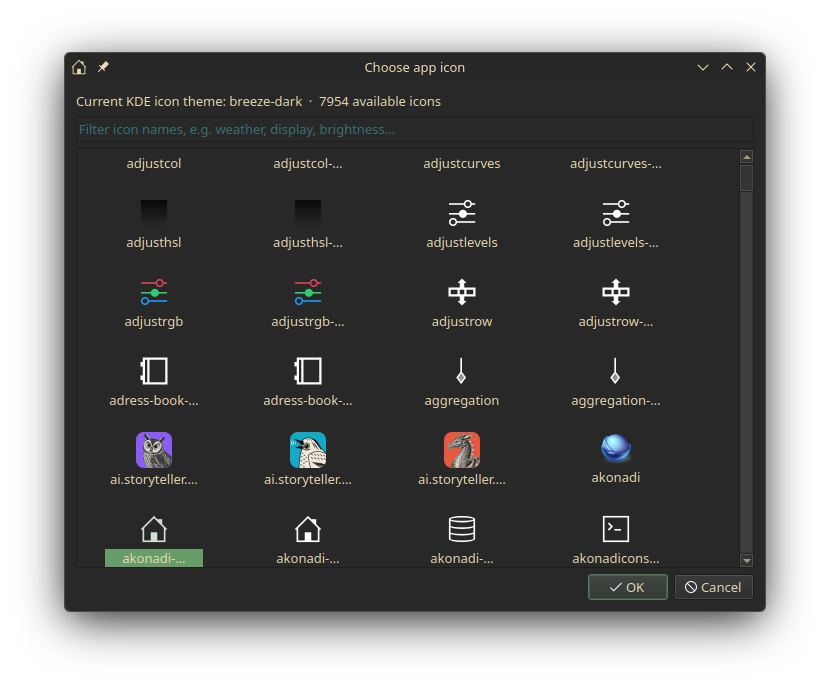 Choose app icon
Current KDE icon theme: breeze-dark · 7954 available icons
Filter icon names, e.g. weather, display, brightness...
adjustcol adjustcol-... adjustcurves adjustcurves-...
adjusthsl adjusthsl-... adjustlevels adjustlevels-...
adjustrgb adjustrgb-... adjustrow adjustrow-...
adress-book-... adress-book-... aggregation aggregation-...
ai.storyteller.... ai.storyteller.... ai.storyteller.... akonadi
akonadi-... akonadi-... akonadi-... akonadicons...
OK Cancel